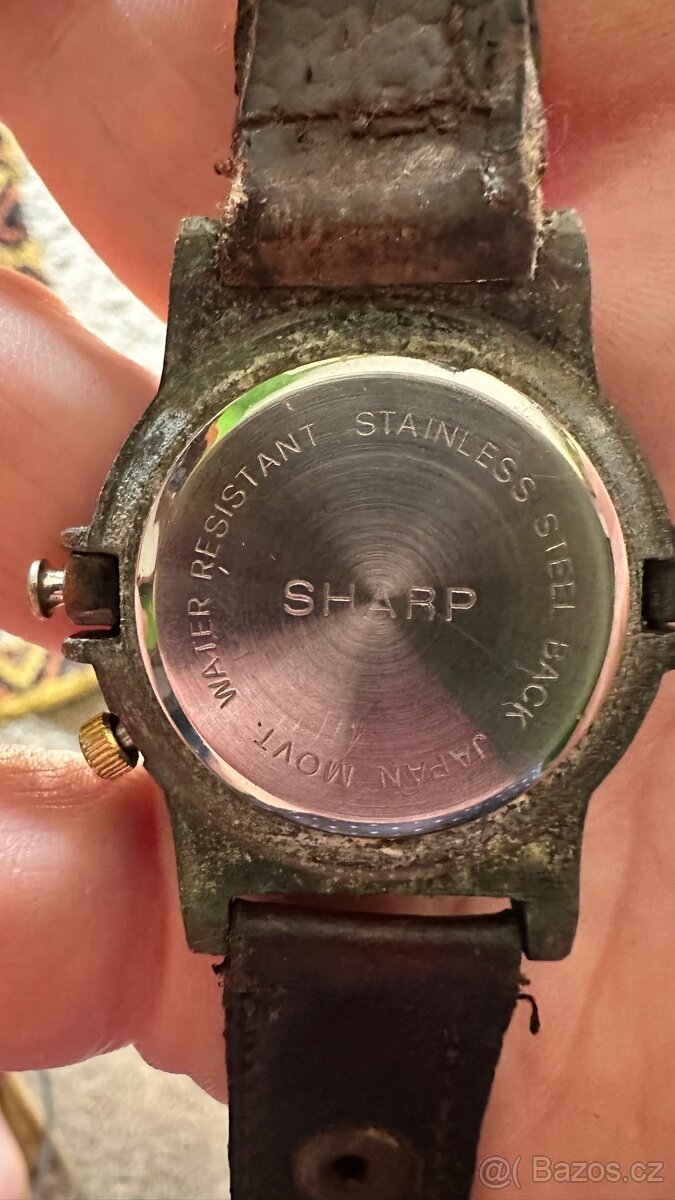 WATER RESISTANT STAINLESS STEEL BACK
SHARP
JAPAN MOVT.
@( Bazos.cz